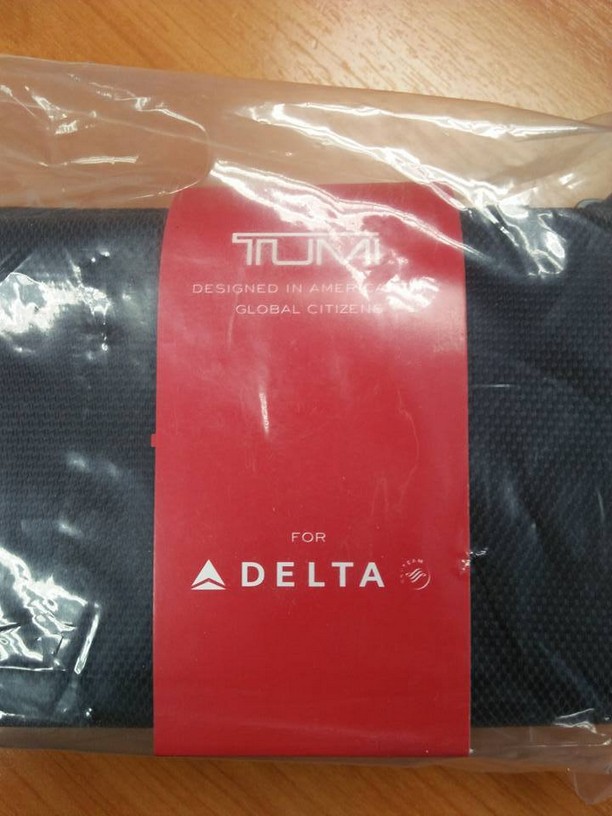 TUMI
DESIGNED IN AMERICA
GLOBAL CITIZENS
FOR
DELTA